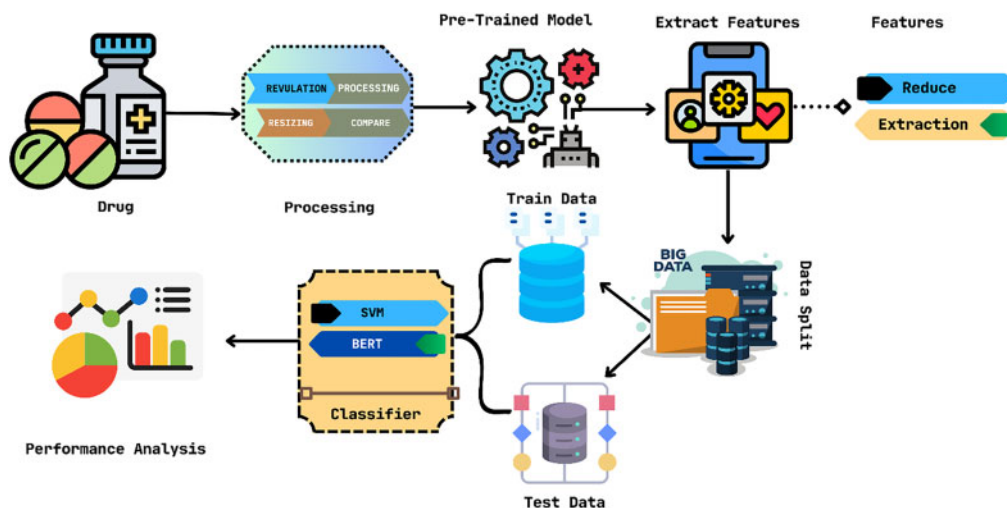 Pre-Trained Model
Extract Features
Features
REVULATION
PROCESSING
RESIZING
COMPARE
Reduce
Extraction
Drug
Processing
Train Data
BIG
DATA
Data Split
SVM
BERT
Classifier
Performance Analysis
Test Data